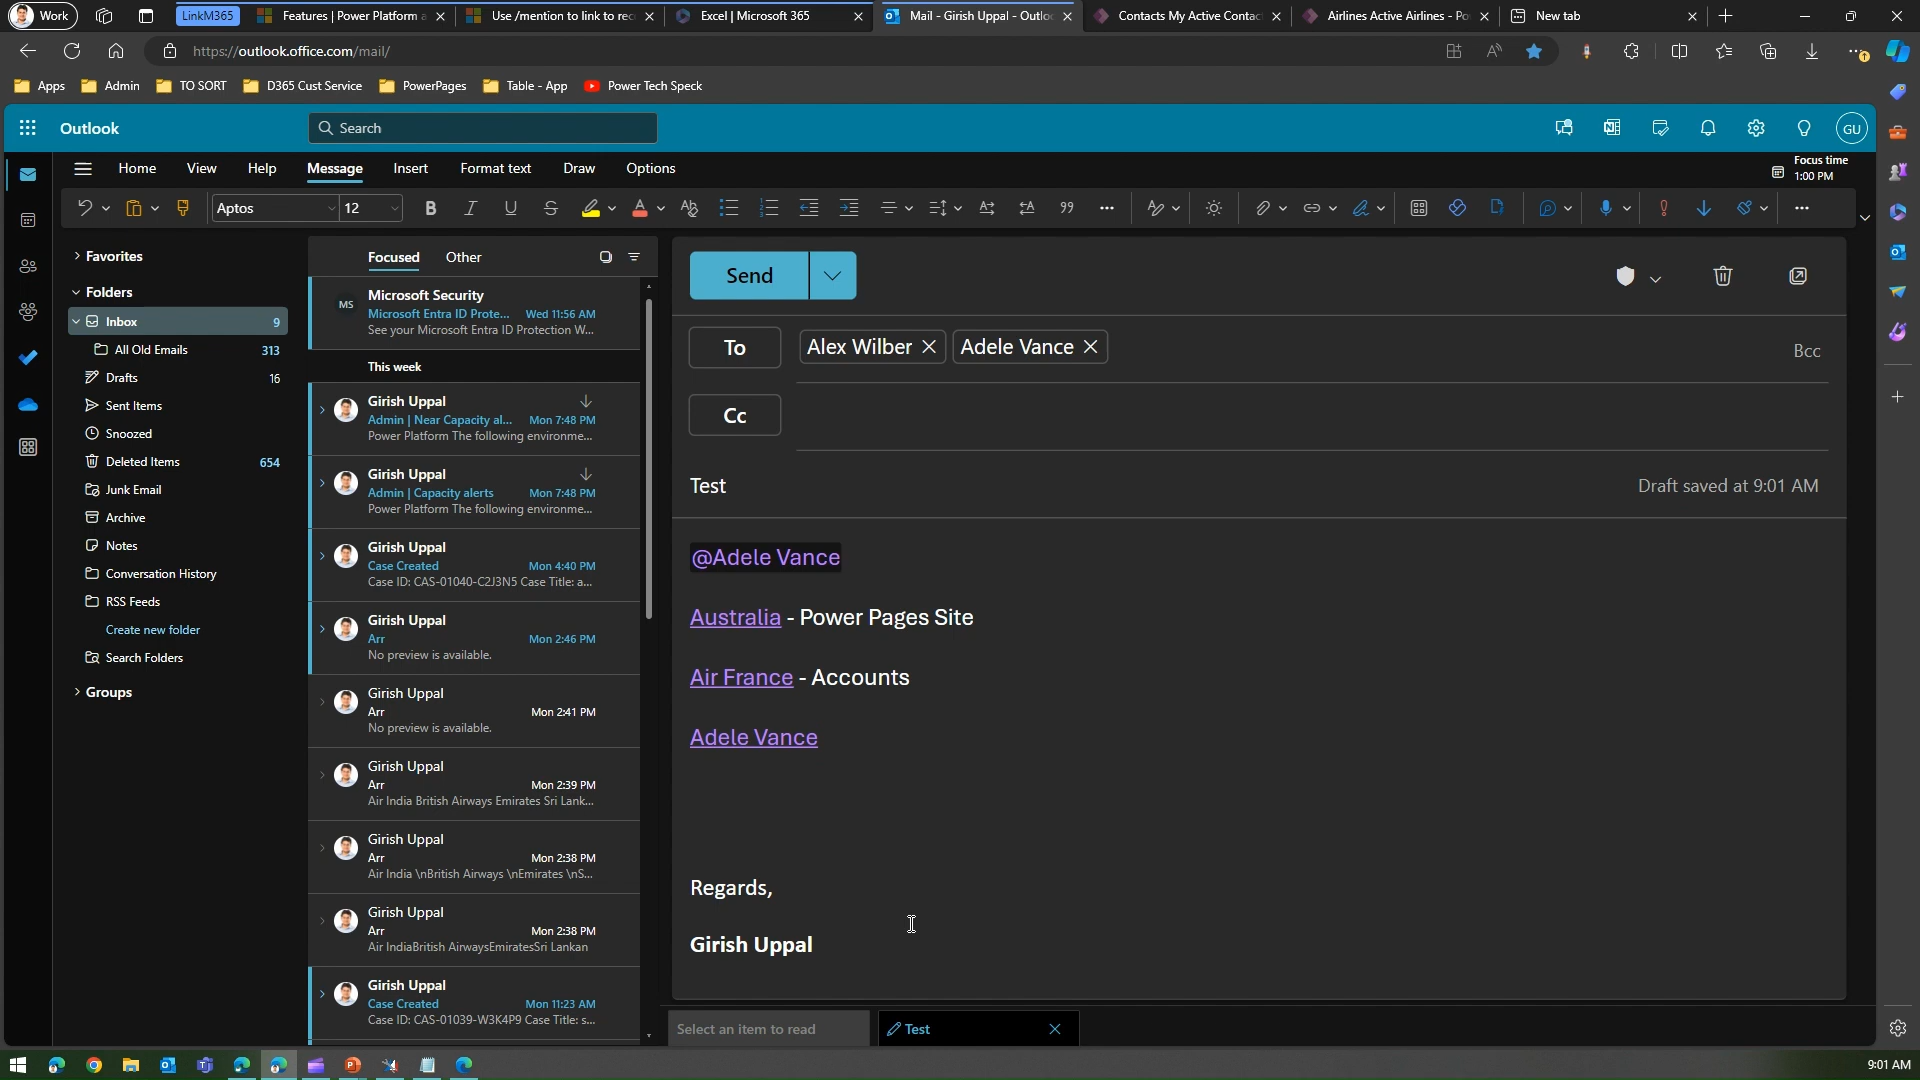 Work
LinkM365
Features | Power Platform a
Use /mention to link to rec
Excel | Microsoft 365
Mail - Girish Uppal - Outloo
Contacts My Active Contac
Airlines Active Airlines - Po
New tab
https://outlook.office.com/mail/
Apps
Admin
TO SORT
D365 Cust Service
PowerPages
Table - App
Power Tech Speck
Outlook
Search
GU
Home
View
Help
Message
Insert
Format text
Draw
Options
Focus time
1:00 PM
Aptos
12
Favorites
Folders
Inbox 9
All Old Emails 313
Drafts 16
Sent Items
Snoozed
Deleted Items 654
Junk Email
Archive
Notes
Conversation History
RSS Feeds
Create new folder
Search Folders
Groups
Focused
Other
MS
Microsoft Security
Microsoft Entra ID Prote... Wed 11:56 AM
See your Microsoft Entra ID Protection W...
This week
Girish Uppal
Admin | Near Capacity al... Mon 7:48 PM
Power Platform The following environme...
Girish Uppal
Admin | Capacity alerts Mon 7:48 PM
Power Platform The following environme...
Girish Uppal
Case Created Mon 4:40 PM
Case ID: CAS-01040-C2J3N5 Case Title: a...
Girish Uppal
Arr Mon 2:46 PM
No preview is available.
Girish Uppal
Arr Mon 2:41 PM
No preview is available.
Girish Uppal
Arr Mon 2:39 PM
Air India British Airways Emirates Sri Lank...
Girish Uppal
Arr Mon 2:38 PM
Air India \nBritish Airways \nEmirates \nS...
Girish Uppal
Arr Mon 2:38 PM
Air IndiaBritish AirwaysEmiratesSri Lankan
Girish Uppal
Case Created Mon 11:23 AM
Case ID: CAS-01039-W3K4P9 Case Title: s...
Send
To
Alex Wilber
Adele Vance
Bcc
Cc
Test
Draft saved at 9:01 AM
@Adele Vance
Australia - Power Pages Site
Air France - Accounts
Adele Vance
Regards,
Girish Uppal
Select an item to read
Test
9:01 AM